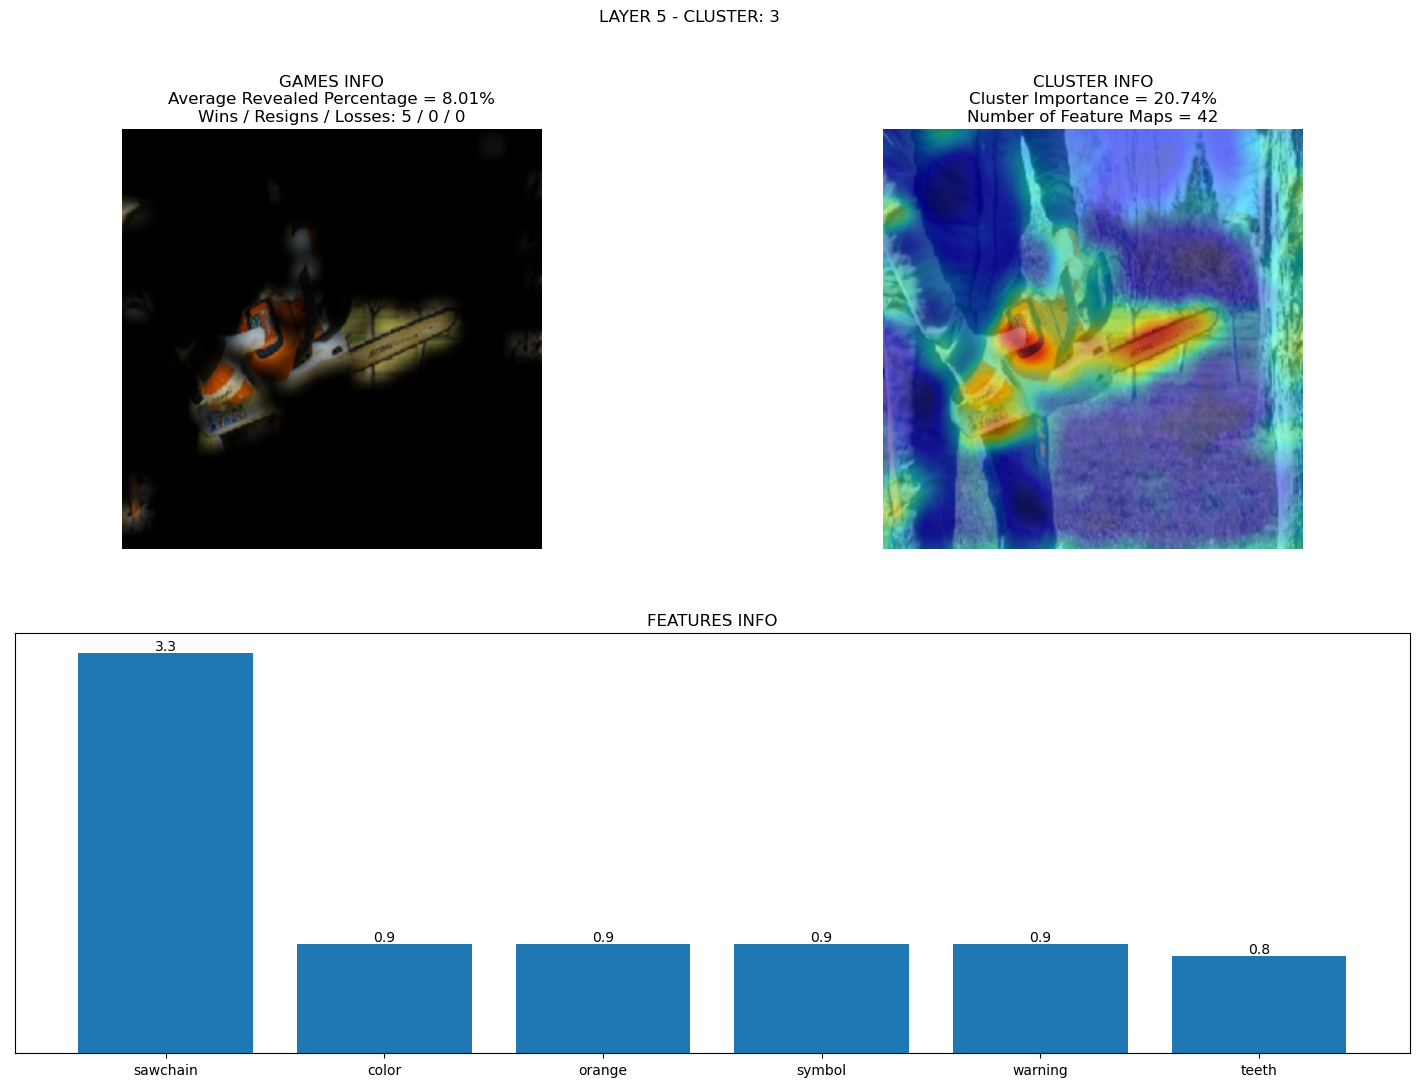 LAYER 5 - CLUSTER: 3
GAMES INFO
Average Revealed Percentage = 8.01%
Wins / Resigns / Losses: 5 / 0 / 0
CLUSTER INFO
Cluster Importance = 20.74%
Number of Feature Maps = 42
FEATURES INFO
3.3
0.9
0.9
0.9
0.9
0.8
sawchain
color
orange
symbol
warning
teeth